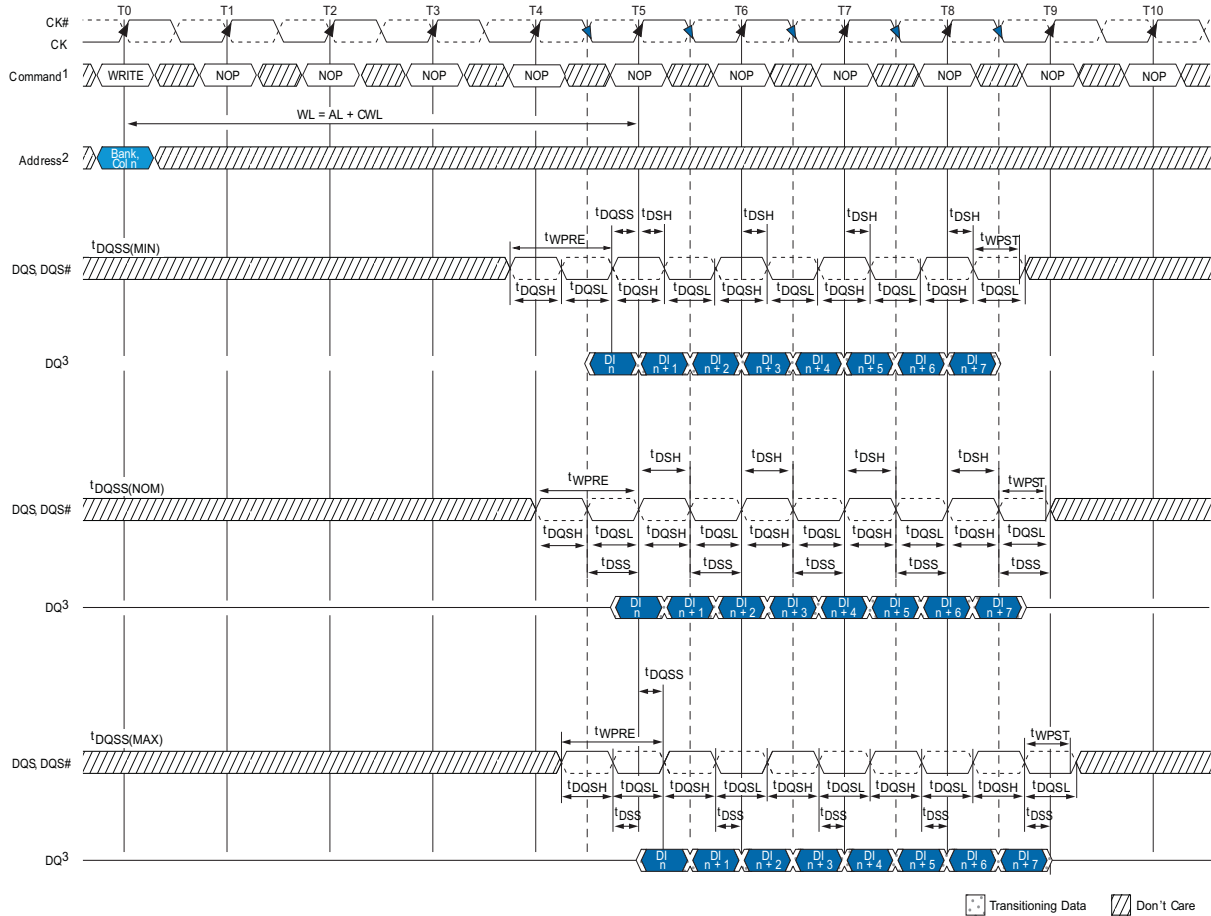 T0 T1 T2 T3 T4 T5 T6 T7 T8 T9 T10
CK#
CK
Command1 WRITE NOP NOP NOP NOP NOP NOP NOP NOP NOP NOP
WL = AL + CWL
Address2 Bank, Col n
tDQSS tDSH tDSH tDSH tDSH
tDQSS(MIN) tWPRE tWPST
DQS, DQS#
tDQSH tDQSL tDQSH tDQSL tDQSH tDQSL tDQSH tDQSL tDQSH tDQSL
DQ3 DI n DI n + 1 DI n + 2 DI n + 3 DI n + 4 DI n + 5 DI n + 6 DI n + 7
tDSH tDSH tDSH tDSH
tDQSS(NOM) tWPRE tWPST
DQS, DQS#
tDQSH tDQSL tDQSH tDQSL tDQSH tDQSL tDQSH tDQSL tDQSH tDQSL
tDSS tDSS tDSS tDSS tDSS
DQ3 DI n DI n + 1 DI n + 2 DI n + 3 DI n + 4 DI n + 5 DI n + 6 DI n + 7
tDQSS
tDQSS(MAX) tWPRE tWPST
DQS, DQS#
tDQSH tDQSL tDQSH tDQSL tDQSH tDQSL tDQSH tDQSL tDQSH tDQSL
tDSS tDSS tDSS tDSS tDSS
DQ3 DI n DI n + 1 DI n + 2 DI n + 3 DI n + 4 DI n + 5 DI n + 6 DI n + 7
Transitioning Data Don't Care